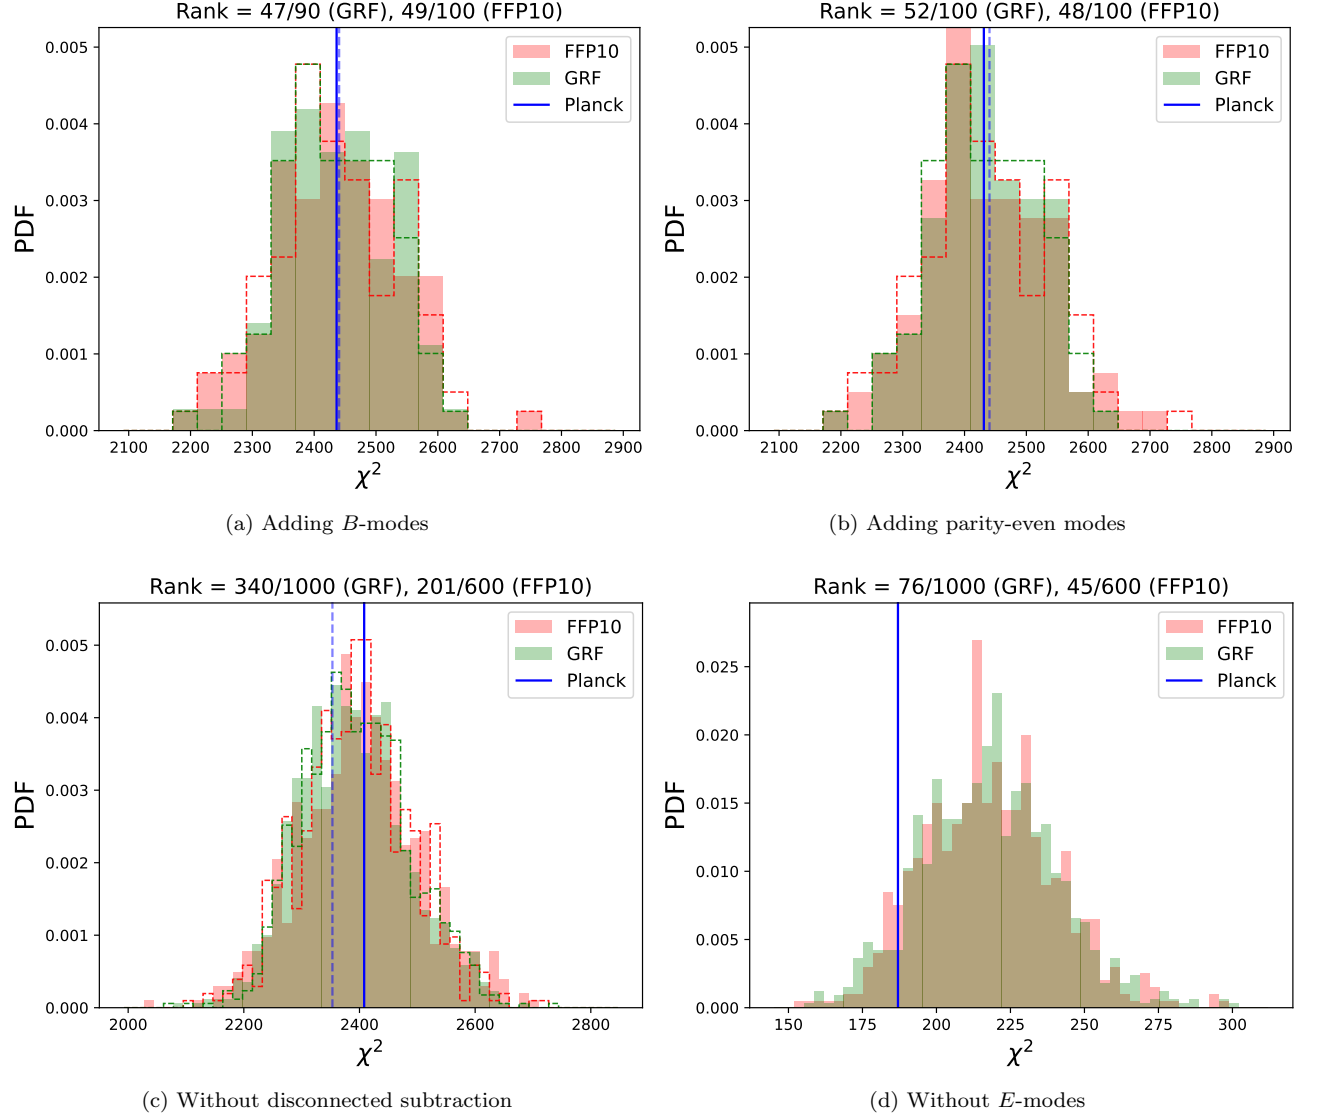 Rank = 47/90 (GRF), 49/100 (FFP10)
0.005
0.004
0.003
0.002
0.001
0.000
PDF
FFP10
GRF
Planck
2100 2200 2300 2400 2500 2600 2700 2800 2900
χ²
(a) Adding B-modes
Rank = 52/100 (GRF), 48/100 (FFP10)
0.005
0.004
0.003
0.002
0.001
0.000
PDF
FFP10
GRF
Planck
2100 2200 2300 2400 2500 2600 2700 2800 2900
χ²
(b) Adding parity-even modes
Rank = 340/1000 (GRF), 201/600 (FFP10)
0.005
0.004
0.003
0.002
0.001
0.000
PDF
FFP10
GRF
Planck
2000 2200 2400 2600 2800
χ²
(c) Without disconnected subtraction
Rank = 76/1000 (GRF), 45/600 (FFP10)
0.025
0.020
0.015
0.010
0.005
0.000
PDF
FFP10
GRF
Planck
150 175 200 225 250 275 300
χ²
(d) Without E-modes